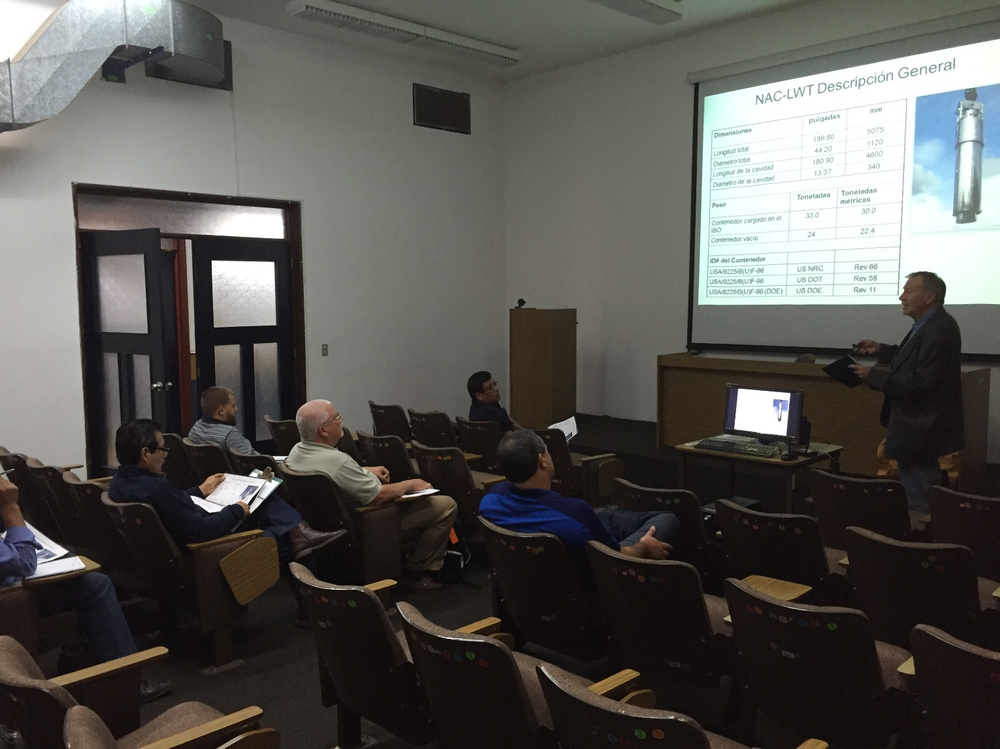 NAC-LWT Descripción General
Dimensiones pulgadas mm
Longitud total 199.80 5075
Diámetro total 44.20 1120
Longitud de la cavidad 180.90 4600
Diámetro de la cavidad 13.37 340
Peso Toneladas Toneladas métricas
Contenedor cargado en el ISO 33.0 30.0
Contenedor vacío 24 22.4
ID# del Contenedor
USA/9225/B(U)F-96 US NRC Rev 66
USA/9225/B(U)F-96 US DOT Rev 58
USA/9225/B(U)F-96 (DOE) US DOE Rev 11